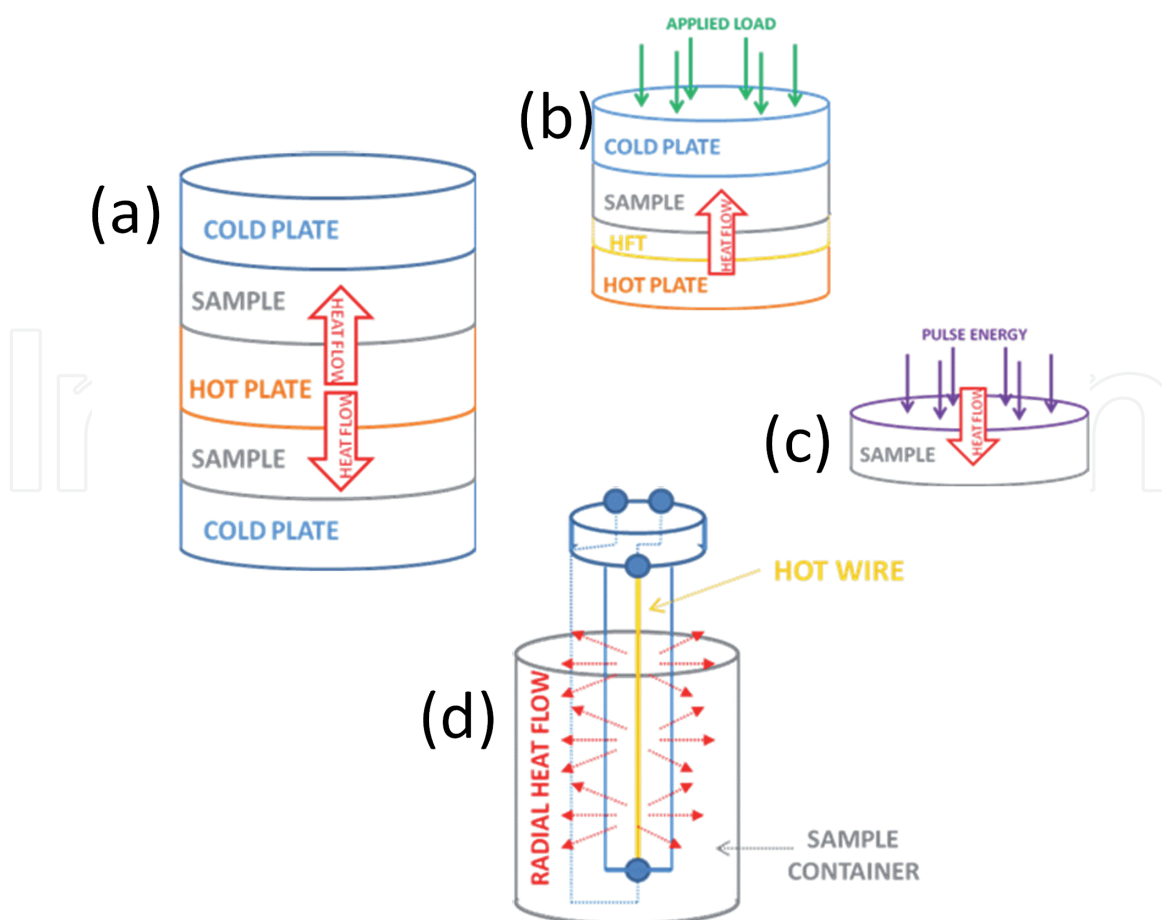 (a)
COLD PLATE
SAMPLE
HEAT FLOW
HOT PLATE
HEAT FLOW
SAMPLE
COLD PLATE
(b)
APPLIED LOAD
COLD PLATE
SAMPLE
HFT
HEAT FLOW
HOT PLATE
(c)
PULSE ENERGY
HEAT FLOW
SAMPLE
(d)
HOT WIRE
RADIAL HEAT FLOW
SAMPLE
CONTAINER